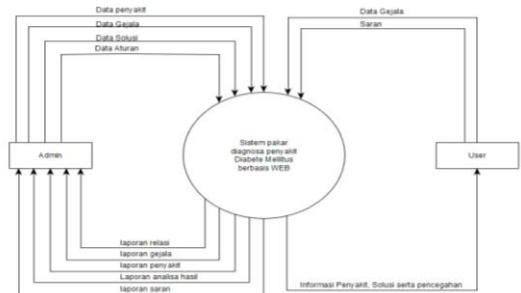 Data penyakit
Data Gejala
Data Gejala
Saran
Data Solusi
Data Aturan
Sistem pakar
diagnosa penyakit
Diabete Mellitus
berbasis WEB
Admin
User
laporan relasi
laporan gejala
laporan penyakit
Laporan analisa hasil
laporan saran
Informasi Penyakit, Solusi serta pencegahan